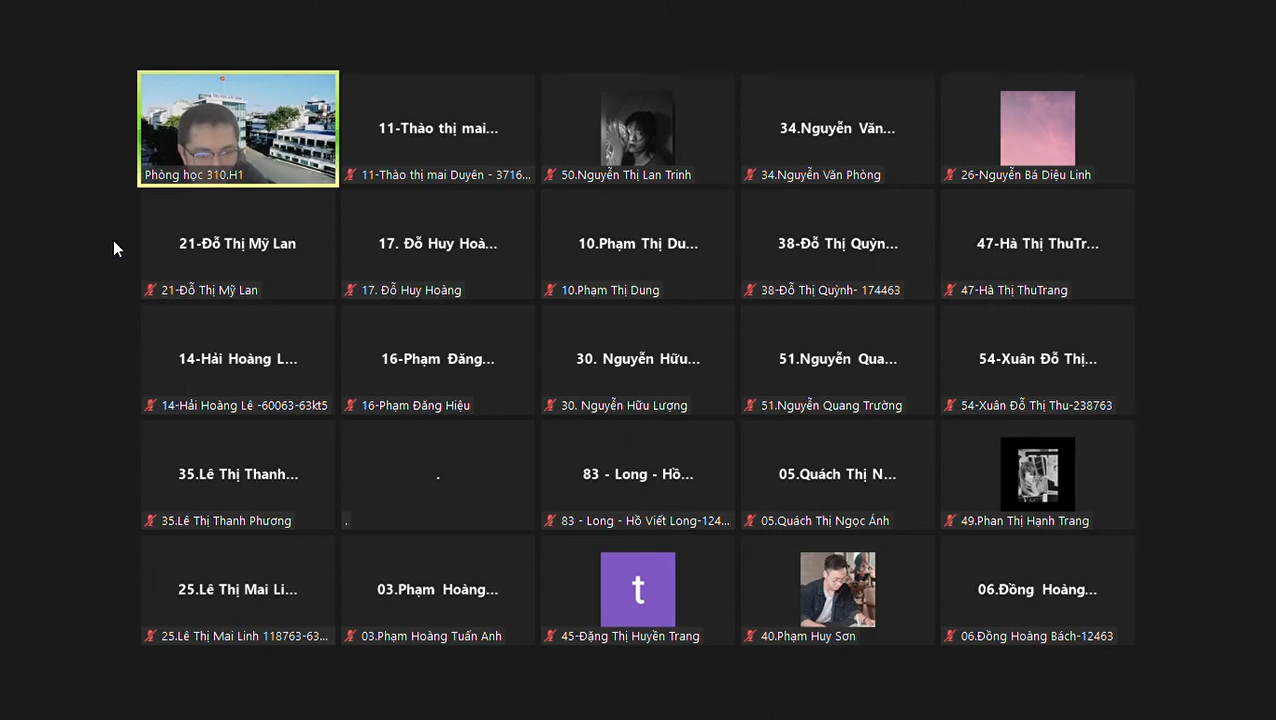 Phòng học 310.H1
11-Thào thị mai...
11-Thào thị mai Duyên - 3716...
50.Nguyễn Thị Lan Trinh
34.Nguyễn Văn...
34.Nguyễn Văn Phòng
26-Nguyễn Bá Diệu Linh
21-Đỗ Thị Mỹ Lan
21-Đỗ Thị Mỹ Lan
17. Đỗ Huy Hoà...
17. Đỗ Huy Hoàng
10.Phạm Thị Du...
10.Phạm Thị Dung
38-Đỗ Thị Quỳn...
38-Đỗ Thị Quỳnh- 174463
47-Hà Thị ThuTr...
47-Hà Thị ThuTrang
14-Hải Hoàng L...
14-Hải Hoàng Lê -60063-63kt5
16-Phạm Đăng...
16-Phạm Đăng Hiệu
30. Nguyễn Hữu...
30. Nguyễn Hữu Lượng
51.Nguyễn Qua...
51.Nguyễn Quang Trường
54-Xuân Đỗ Thị...
54-Xuân Đỗ Thị Thu-238763
35.Lê Thị Thanh...
35.Lê Thị Thanh Phương
.
.
83 - Long - Hồ...
83 - Long - Hồ Viết Long-124...
05.Quách Thị N...
05.Quách Thị Ngọc Ánh
49.Phan Thị Hạnh Trang
25.Lê Thị Mai Li...
25.Lê Thị Mai Linh 118763-63...
03.Phạm Hoàng...
03.Phạm Hoàng Tuấn Anh
t
45-Đặng Thị Huyền Trang
40.Phạm Huy Sơn
06.Đồng Hoàng...
06.Đồng Hoàng Bách-12463